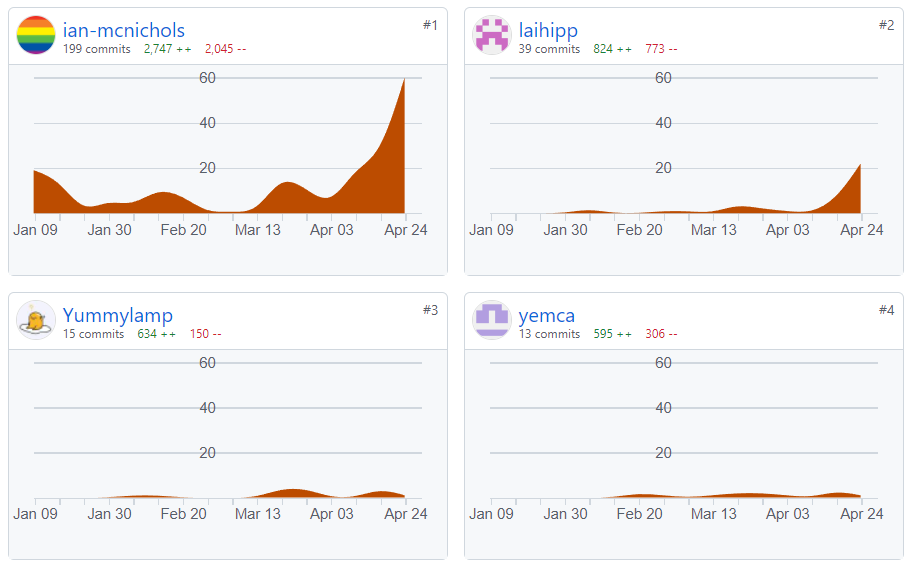 ian-mcnichols #1
199 commits 2,747 ++ 2,045 --
60
40
20
Jan 09 Jan 30 Feb 20 Mar 13 Apr 03 Apr 24
laihipp #2
39 commits 824 ++ 773 --
60
40
20
Jan 09 Jan 30 Feb 20 Mar 13 Apr 03 Apr 24
Yummylamp #3
15 commits 634 ++ 150 --
60
40
20
Jan 09 Jan 30 Feb 20 Mar 13 Apr 03 Apr 24
yemca #4
13 commits 595 ++ 306 --
60
40
20
Jan 09 Jan 30 Feb 20 Mar 13 Apr 03 Apr 24